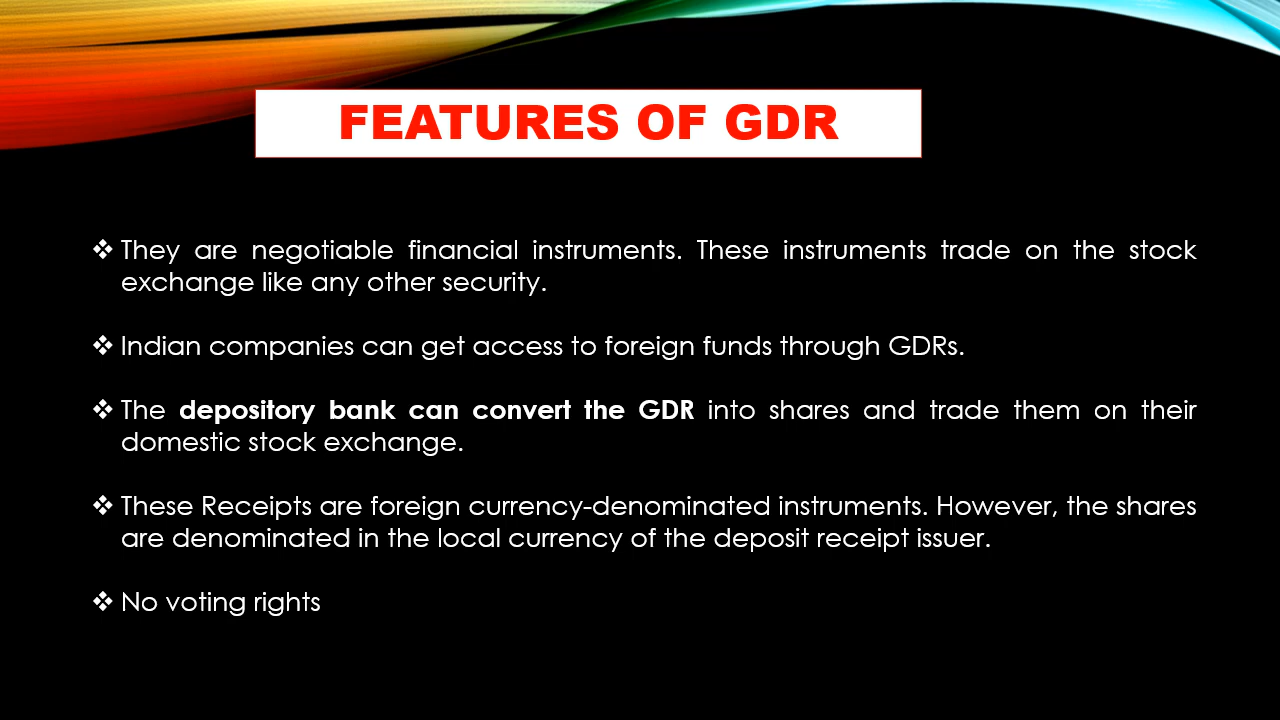 FEATURES OF GDR
❖ They are negotiable financial instruments. These instruments trade on the stock
exchange like any other security.
❖ Indian companies can get access to foreign funds through GDRs.
❖ The depository bank can convert the GDR into shares and trade them on their
domestic stock exchange.
❖ These Receipts are foreign currency-denominated instruments. However, the shares
are denominated in the local currency of the deposit receipt issuer.
❖ No voting rights